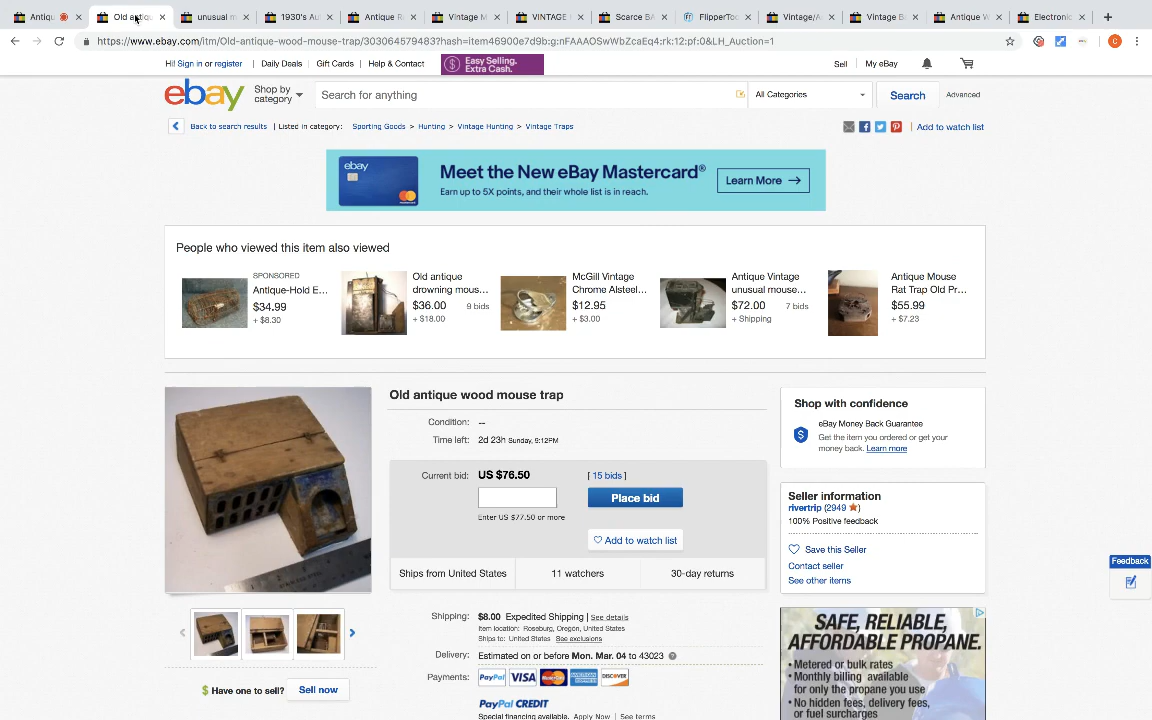 Antiqu
Old antiqu
unusual m
1930's Au
Antique R
Vintage M
VINTAGE
Scarce BA
FlipperToo
Vintage/A
Vintage B
Antique W
Electronic
https://www.ebay.com/itm/Old-antique-wood-mouse-trap/303064579483?hash=item46900e7d9b:g:nFAAAOSwWbZcaEq4:rk:12:pf:0&LH_Auction=1
Hi! Sign in or register
Daily Deals
Gift Cards
Help & Contact
Easy Selling.
Extra Cash.
Sell
My eBay
ebay
Shop by
category
Search for anything
All Categories
Search
Advanced
Back to search results
Listed in category:
Sporting Goods > Hunting > Vintage Hunting > Vintage Traps
Add to watch list
ebay
Meet the New eBay Mastercard®
Earn up to 5X points, and their whole list is in reach.
Learn More →
People who viewed this item also viewed
SPONSORED
Antique-Hold E...
$34.99
+ $8.30
Old antique
drowning mous...
$36.00 9 bids
+ $18.00
McGill Vintage
Chrome Alsteel...
$12.95
+ $3.00
Antique Vintage
unusual mouse...
$72.00 7 bids
+ Shipping
Antique Mouse
Rat Trap Old Pr...
$55.99
+ $7.23
Old antique wood mouse trap
Condition: --
Time left: 2d 23h Sunday, 9:12PM
Current bid: US $76.50 [ 15 bids ]
Place bid
Enter US $77.50 or more
Add to watch list
Ships from United States
11 watchers
30-day returns
Shipping: $8.00 Expedited Shipping | See details
Item location: Roseburg, Oregon, United States
Ships to: United States See exclusions
Delivery: Estimated on or before Mon. Mar. 04 to 43023
Payments: PayPal VISA MasterCard AMERICAN EXPRESS DISCOVER
PayPal CREDIT
Special financing available. Apply Now | See terms
Have one to sell? Sell now
Shop with confidence
eBay Money Back Guarantee
Get the item you ordered or get your
money back. Learn more
Seller information
rivertrip (2949 )
100% Positive feedback
Save this Seller
Contact seller
See other items
Feedback
SAFE, RELIABLE,
AFFORDABLE PROPANE.
• Metered or bulk rates
• Monthly billing available
for only the propane you use
• No hidden fees, delivery fees,
or fuel surcharges